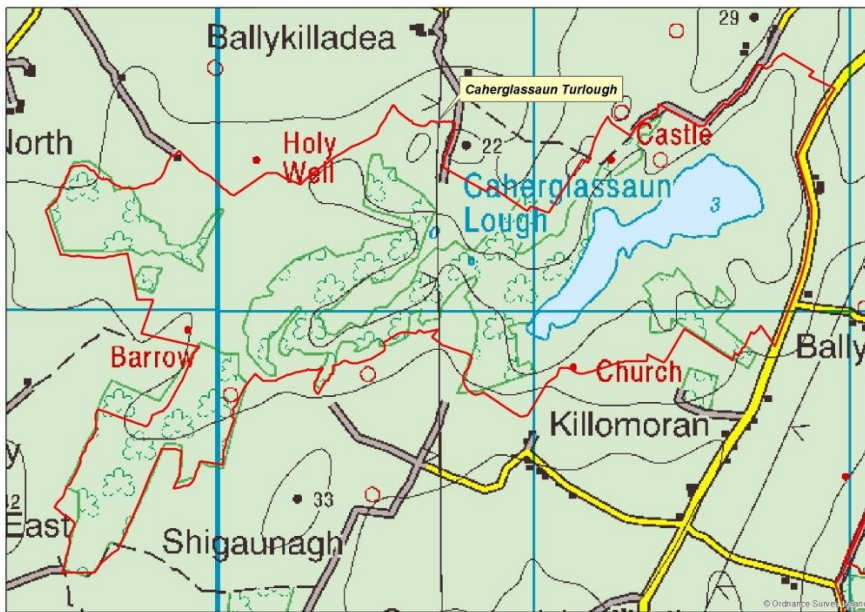 29
Ballykilladea
Caherglassaun Turlough
North
Holy
Well
22
Castle
Caherglassaun
Lough
3
0
Barrow
Church
Bally
Killomoran
33
East
Shigaunagh
© Ordnance Survey Ireland